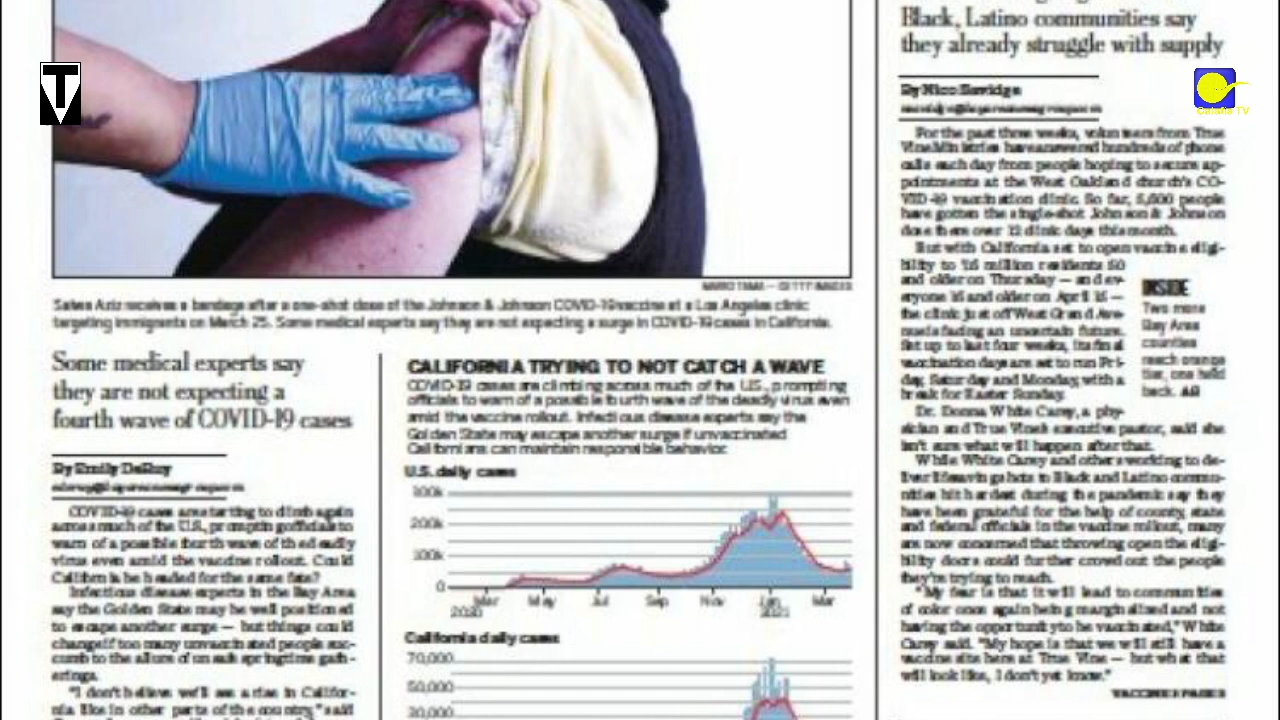 Black, Latino communities say
they already struggle with supply
T
Galalia TV
By Nico Savidge
For the past three weeks, volunteers from True
Vine Ministries have answered hundreds of phone
calls each day from people hoping to secure ap-
pointments at the West Oakland church's CO-
VID-19 vaccination clinic. So far, 5,600 people
have gotten the single-shot Johnson & Johnson
dose there over 12 clinic days this month.
But with California set to open vaccine eligi-
bility to 7.6 million residents 50
and older on Thursday — and ev-
eryone 16 and older on April 15 —
the clinic just off West Grand Ave-
nue is facing an uncertain future.
Set up to last four weeks, its final
vaccination days are set to run Fri-
day, Saturday and Monday, with a
break for Easter Sunday.
INSIDE
Two more
Bay Area
counties
reach orange
tier, one held
back. A6
Dr. Donna White Carey, a phy-
sician and True Vine's executive pastor, said she
isn't sure what will happen after that.
While White Carey and others working to de-
liver lifesaving shots to Black and Latino commu-
nities hit hardest during the pandemic say they
have been grateful for the help of county, state
and federal officials in the vaccine rollout, many
are now concerned that throwing open the eligi-
bility doors could further crowd out the people
they're trying to reach.
"My fear is that it will lead to communities
of color once again being marginalized and not
having the opportunity to be vaccinated," White
Carey said. "My hope is that we will still have a
vaccine site here at True Vine — but what that
will look like, I don't yet know."
VACCINE » PAGE 5
MARIO TAMA — GETTY IMAGES
Saten Aziz receives a bandage after a one-shot dose of the Johnson & Johnson COVID-19 vaccine at a Los Angeles clinic
targeting immigrants on March 25. Some medical experts say they are not expecting a surge in COVID-19 cases in California.
Some medical experts say
they are not expecting a
fourth wave of COVID-19 cases
By Emily DeRuy
COVID-19 cases are starting to climb again
across much of the U.S., prompting officials to
warn of a possible fourth wave of the deadly
virus even amid the vaccine rollout. Could
California be headed for the same fate?
Infectious disease experts in the Bay Area
say the Golden State may be well positioned
to escape another surge — but things could
change if too many unvaccinated people suc-
cumb to the allure of unsafe springtime gath-
erings.
"I don't believe we'll see a rise in Califor-
nia like in other parts of the country," said
CALIFORNIA TRYING TO NOT CATCH A WAVE
COVID-19 cases are climbing across much of the U.S., prompting
officials to warn of a possible fourth wave of the deadly virus even
amid the vaccine rollout. Infectious disease experts say the
Golden State may escape another surge if unvaccinated
Californians can maintain responsible behavior.
U.S. daily cases
300k
200k
100k
0
Mar May Jul Sep Nov Jan Mar
2020 2021
California daily cases
70,000
50,000
30,000